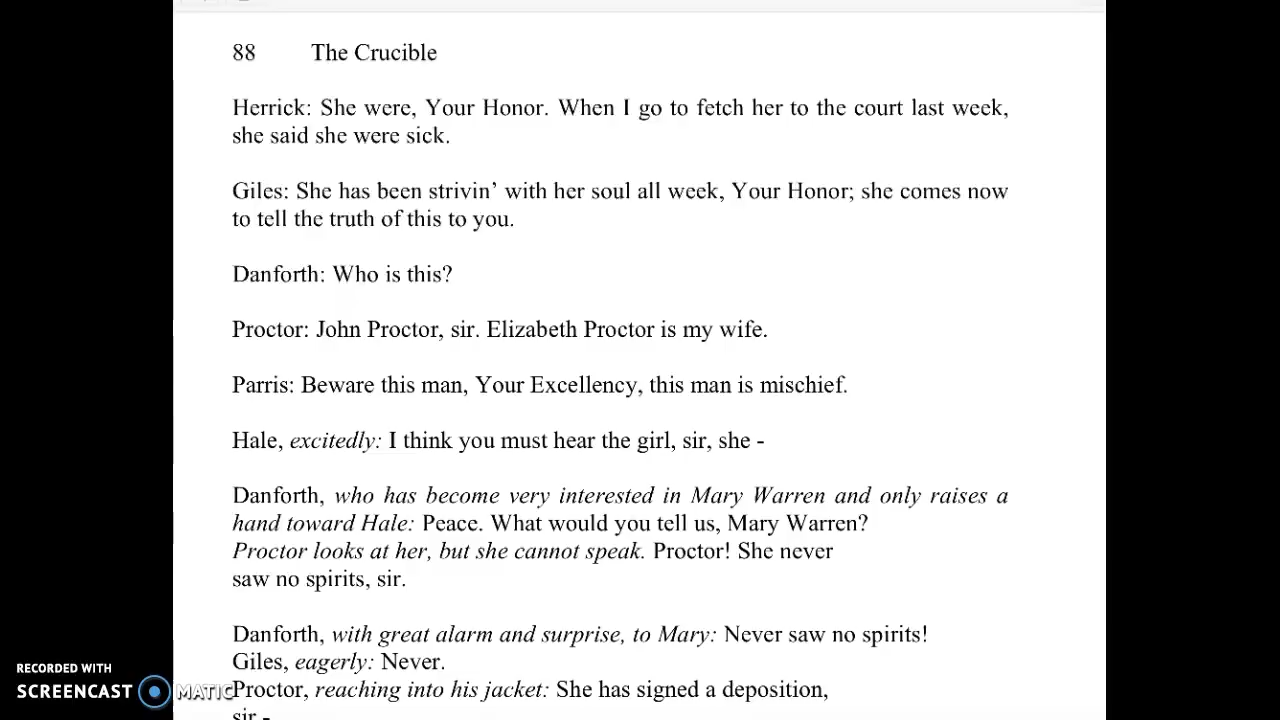 88 The Crucible
Herrick: She were, Your Honor. When I go to fetch her to the court last week,
she said she were sick.
Giles: She has been strivin’ with her soul all week, Your Honor; she comes now
to tell the truth of this to you.
Danforth: Who is this?
Proctor: John Proctor, sir. Elizabeth Proctor is my wife.
Parris: Beware this man, Your Excellency, this man is mischief.
Hale, excitedly: I think you must hear the girl, sir, she -
Danforth, who has become very interested in Mary Warren and only raises a
hand toward Hale: Peace. What would you tell us, Mary Warren?
Proctor looks at her, but she cannot speak. Proctor! She never
saw no spirits, sir.
Danforth, with great alarm and surprise, to Mary: Never saw no spirits!
Giles, eagerly: Never.
Proctor, reaching into his jacket: She has signed a deposition,
sir -
RECORDED WITH
SCREENCAST MATIC